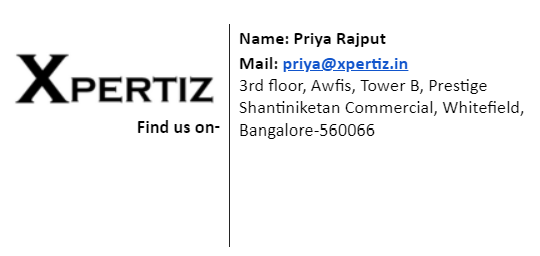 XPERTIZ
Find us on-
Name: Priya Rajput
Mail: priya@xpertiz.in
3rd floor, Awfis, Tower B, Prestige
Shantiniketan Commercial, Whitefield,
Bangalore-560066